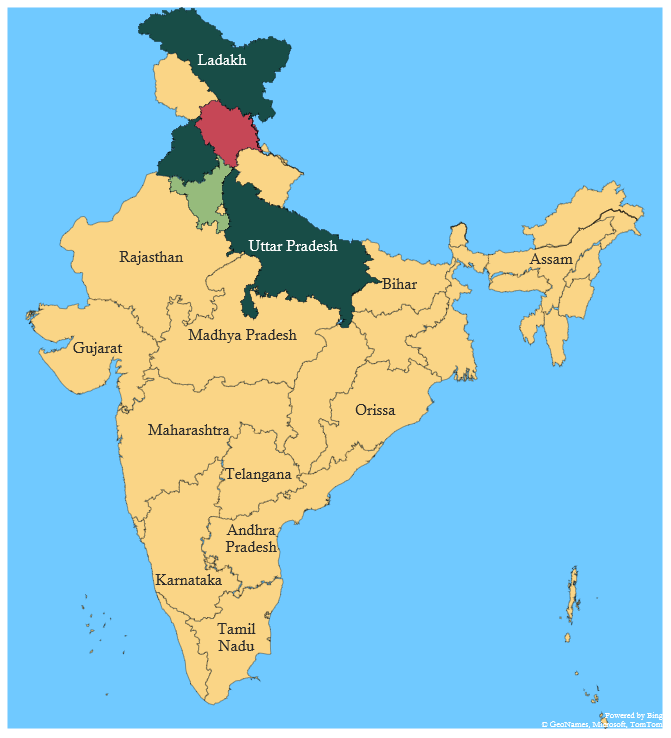 Ladakh
Uttar Pradesh
Rajasthan
Assam
Bihar
Madhya Pradesh
Gujarat
Orissa
Maharashtra
Telangana
Andhra
Pradesh
Karnataka
Tamil
Nadu
Powered by Bing
© GeoNames, Microsoft, TomTom